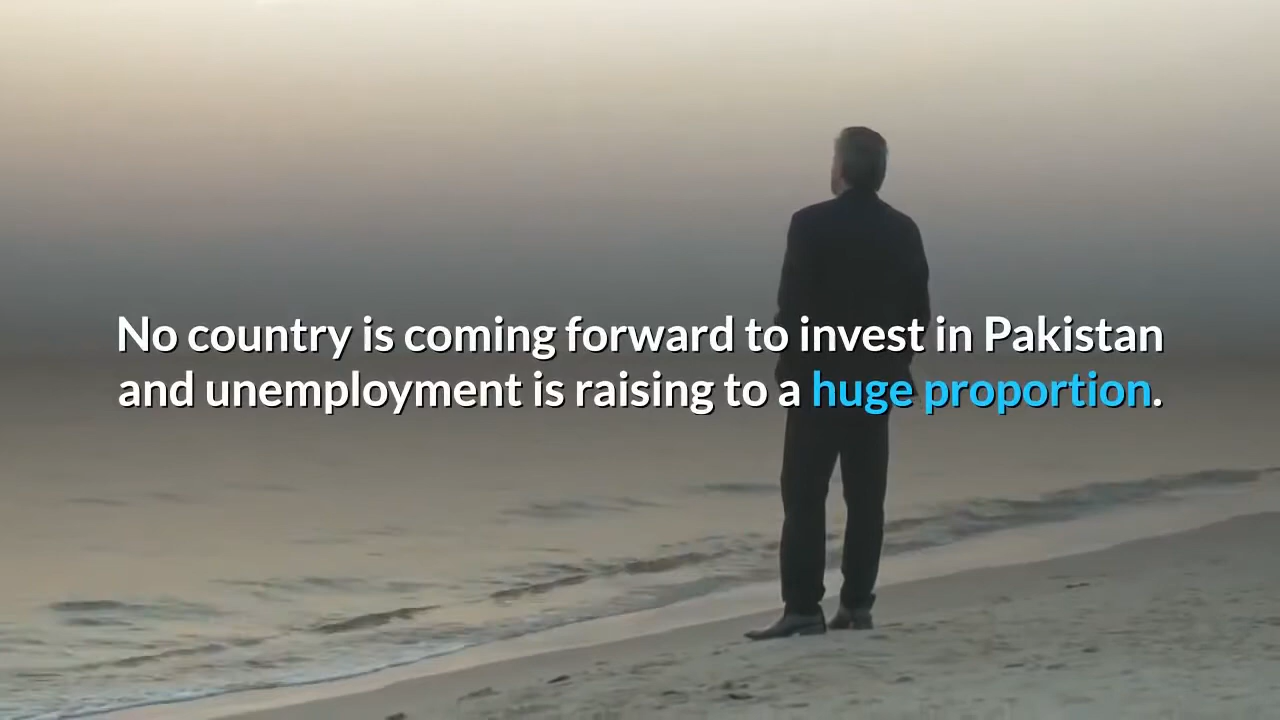 No country is coming forward to invest in Pakistan
and unemployment is raising to a huge proportion.